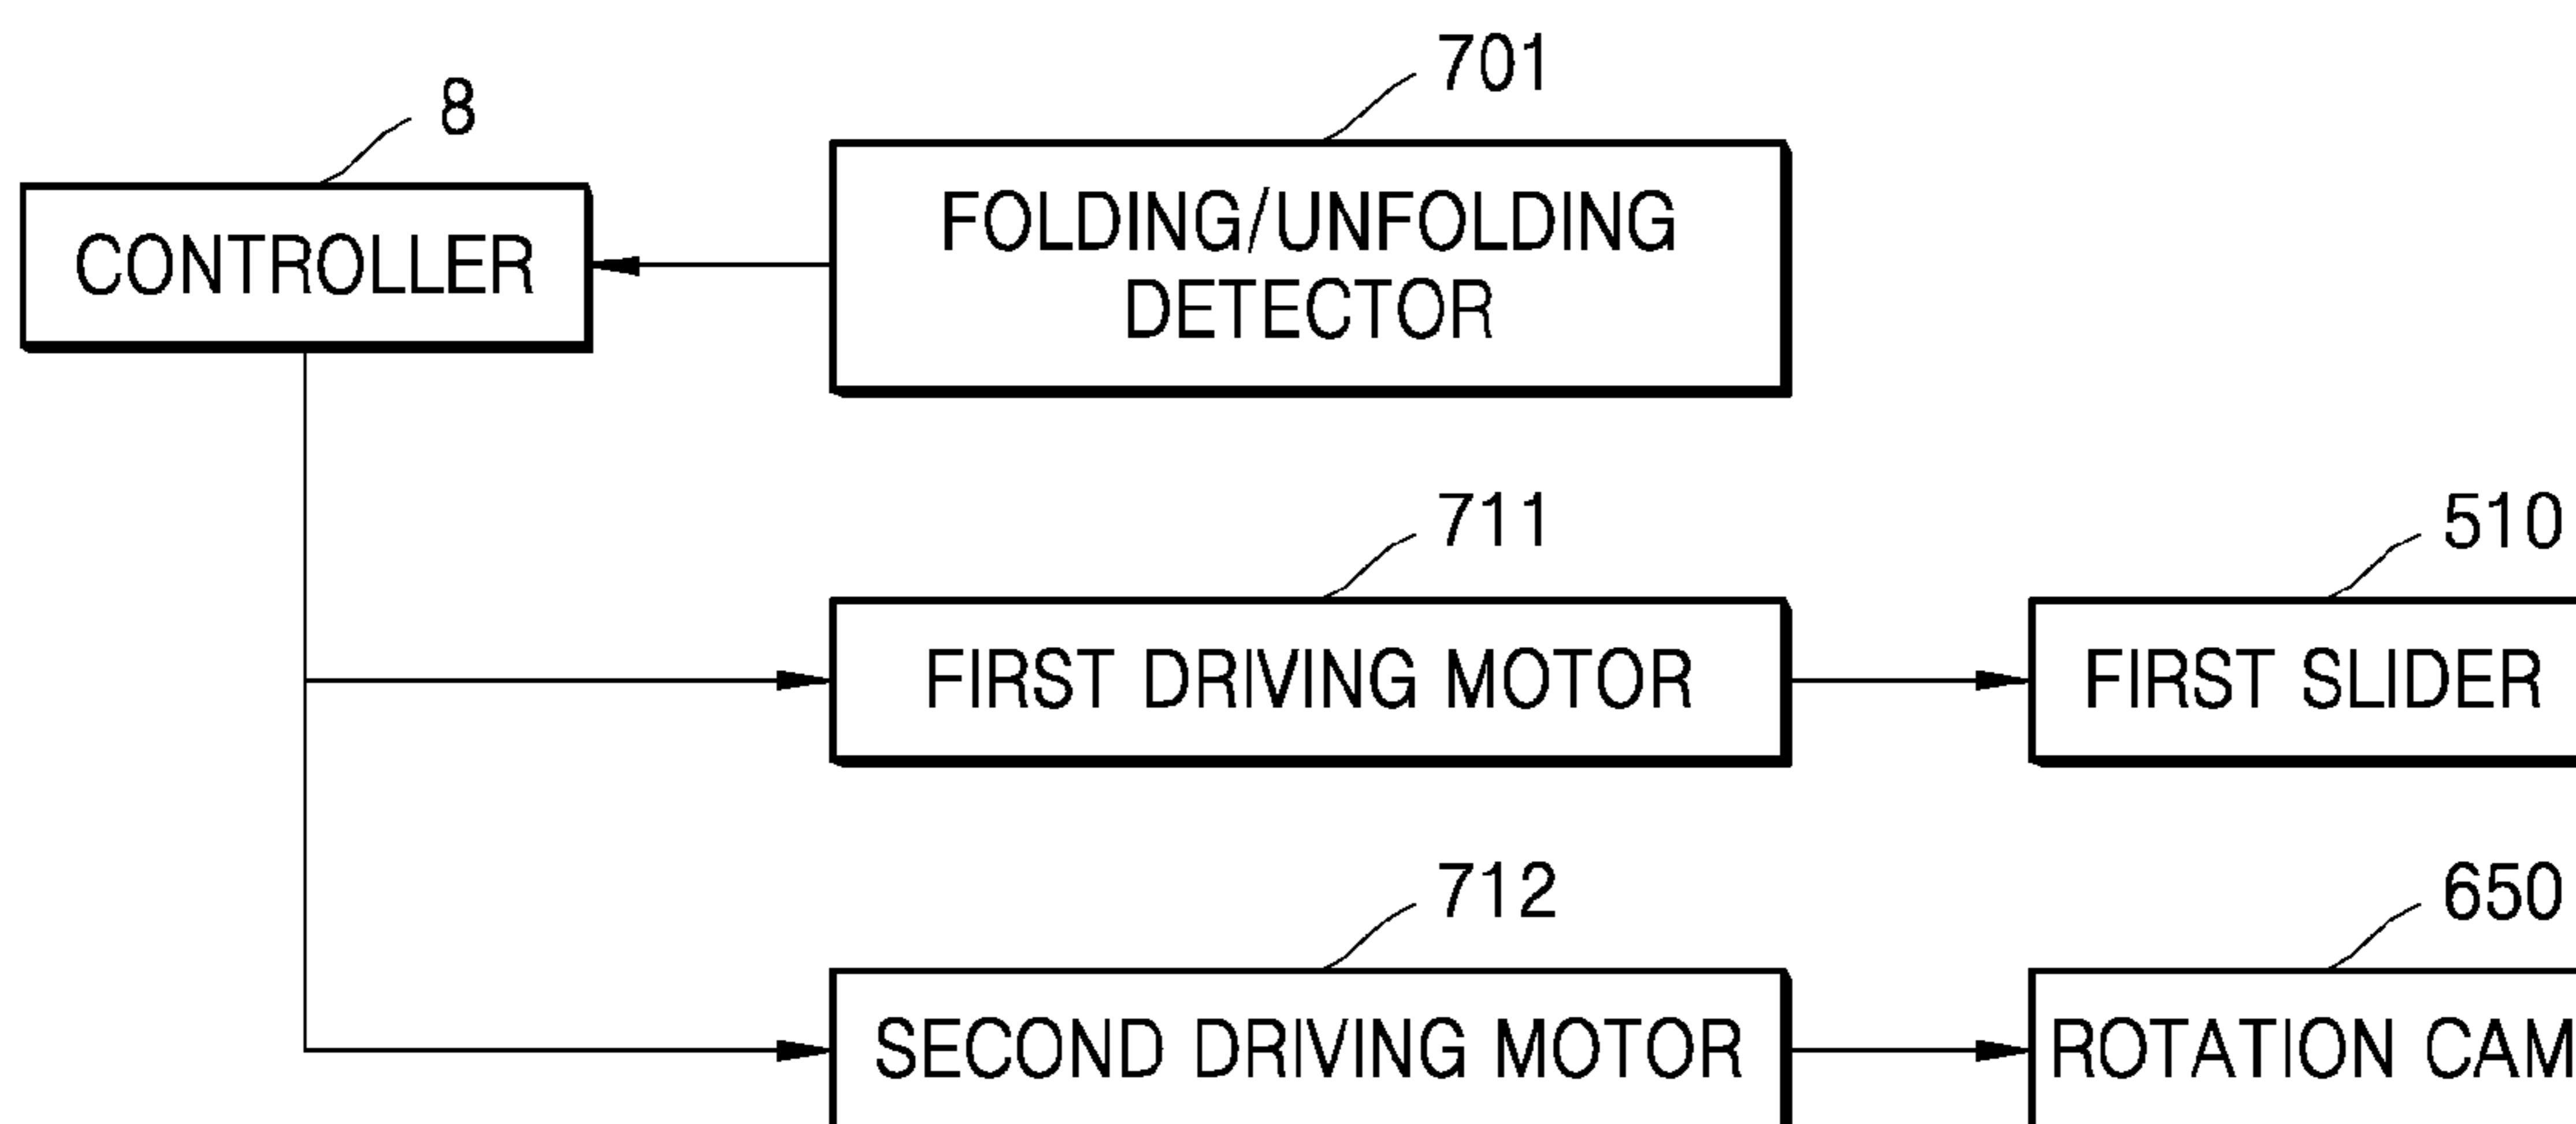 701
8
FOLDING/UNFOLDING
DETECTOR
CONTROLLER
711
510
FIRST DRIVING MOTOR
FIRST SLIDER
712
650
SECOND DRIVING MOTOR
ROTATION CAM